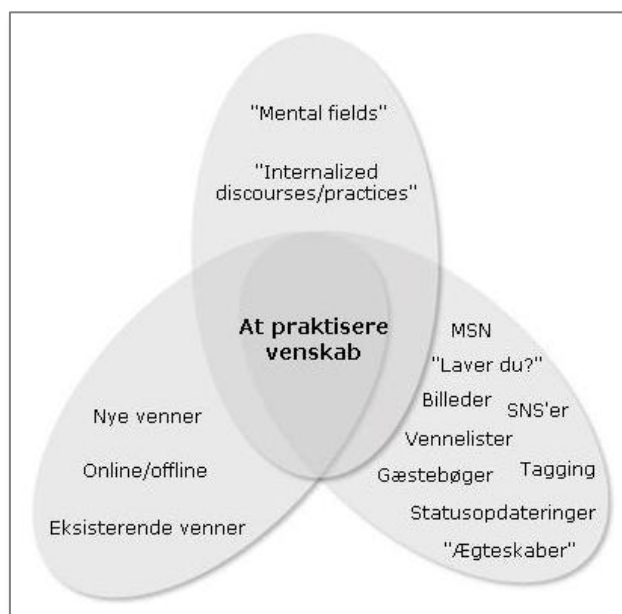 "Mental fields"
"Internalized
discourses/practices"
At praktisere
venskab
Nye venner
Online/offline
Eksisterende venner
MSN
"Laver du?"
Billeder
SNS'er
Vennelister
Gæstebøger
Tagging
Statusopdateringer
"Ægteskaber"